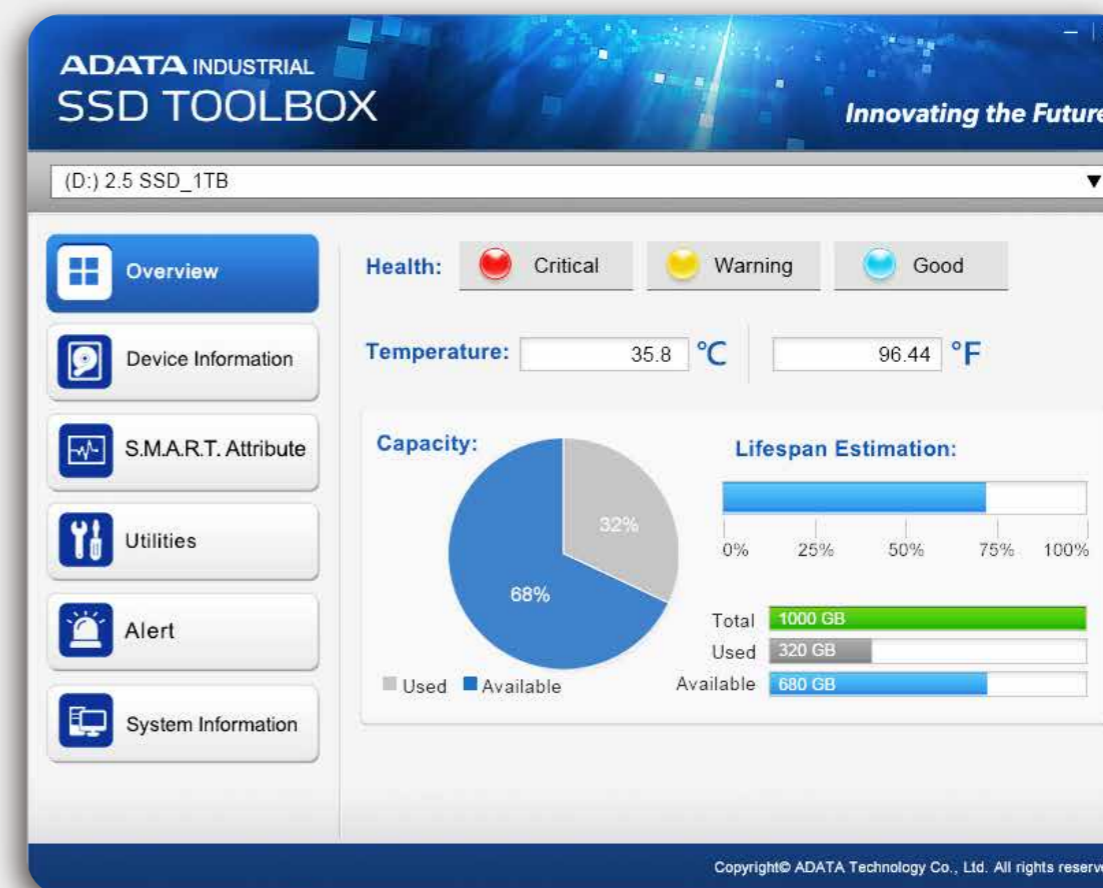 ADATA INDUSTRIAL
SSD TOOLBOX
Innovating the Future
(D:) 2.5 SSD_1TB
Overview
Device Information
S.M.A.R.T. Attribute
Utilities
Alert
System Information
Health: Critical Warning Good
Temperature: 35.8 °C 96.44 °F
Capacity:
32%
68%
Used Available
Lifespan Estimation:
0% 25% 50% 75% 100%
Total 1000 GB
Used 320 GB
Available 680 GB
Copyright© ADATA Technology Co., Ltd. All rights reserve